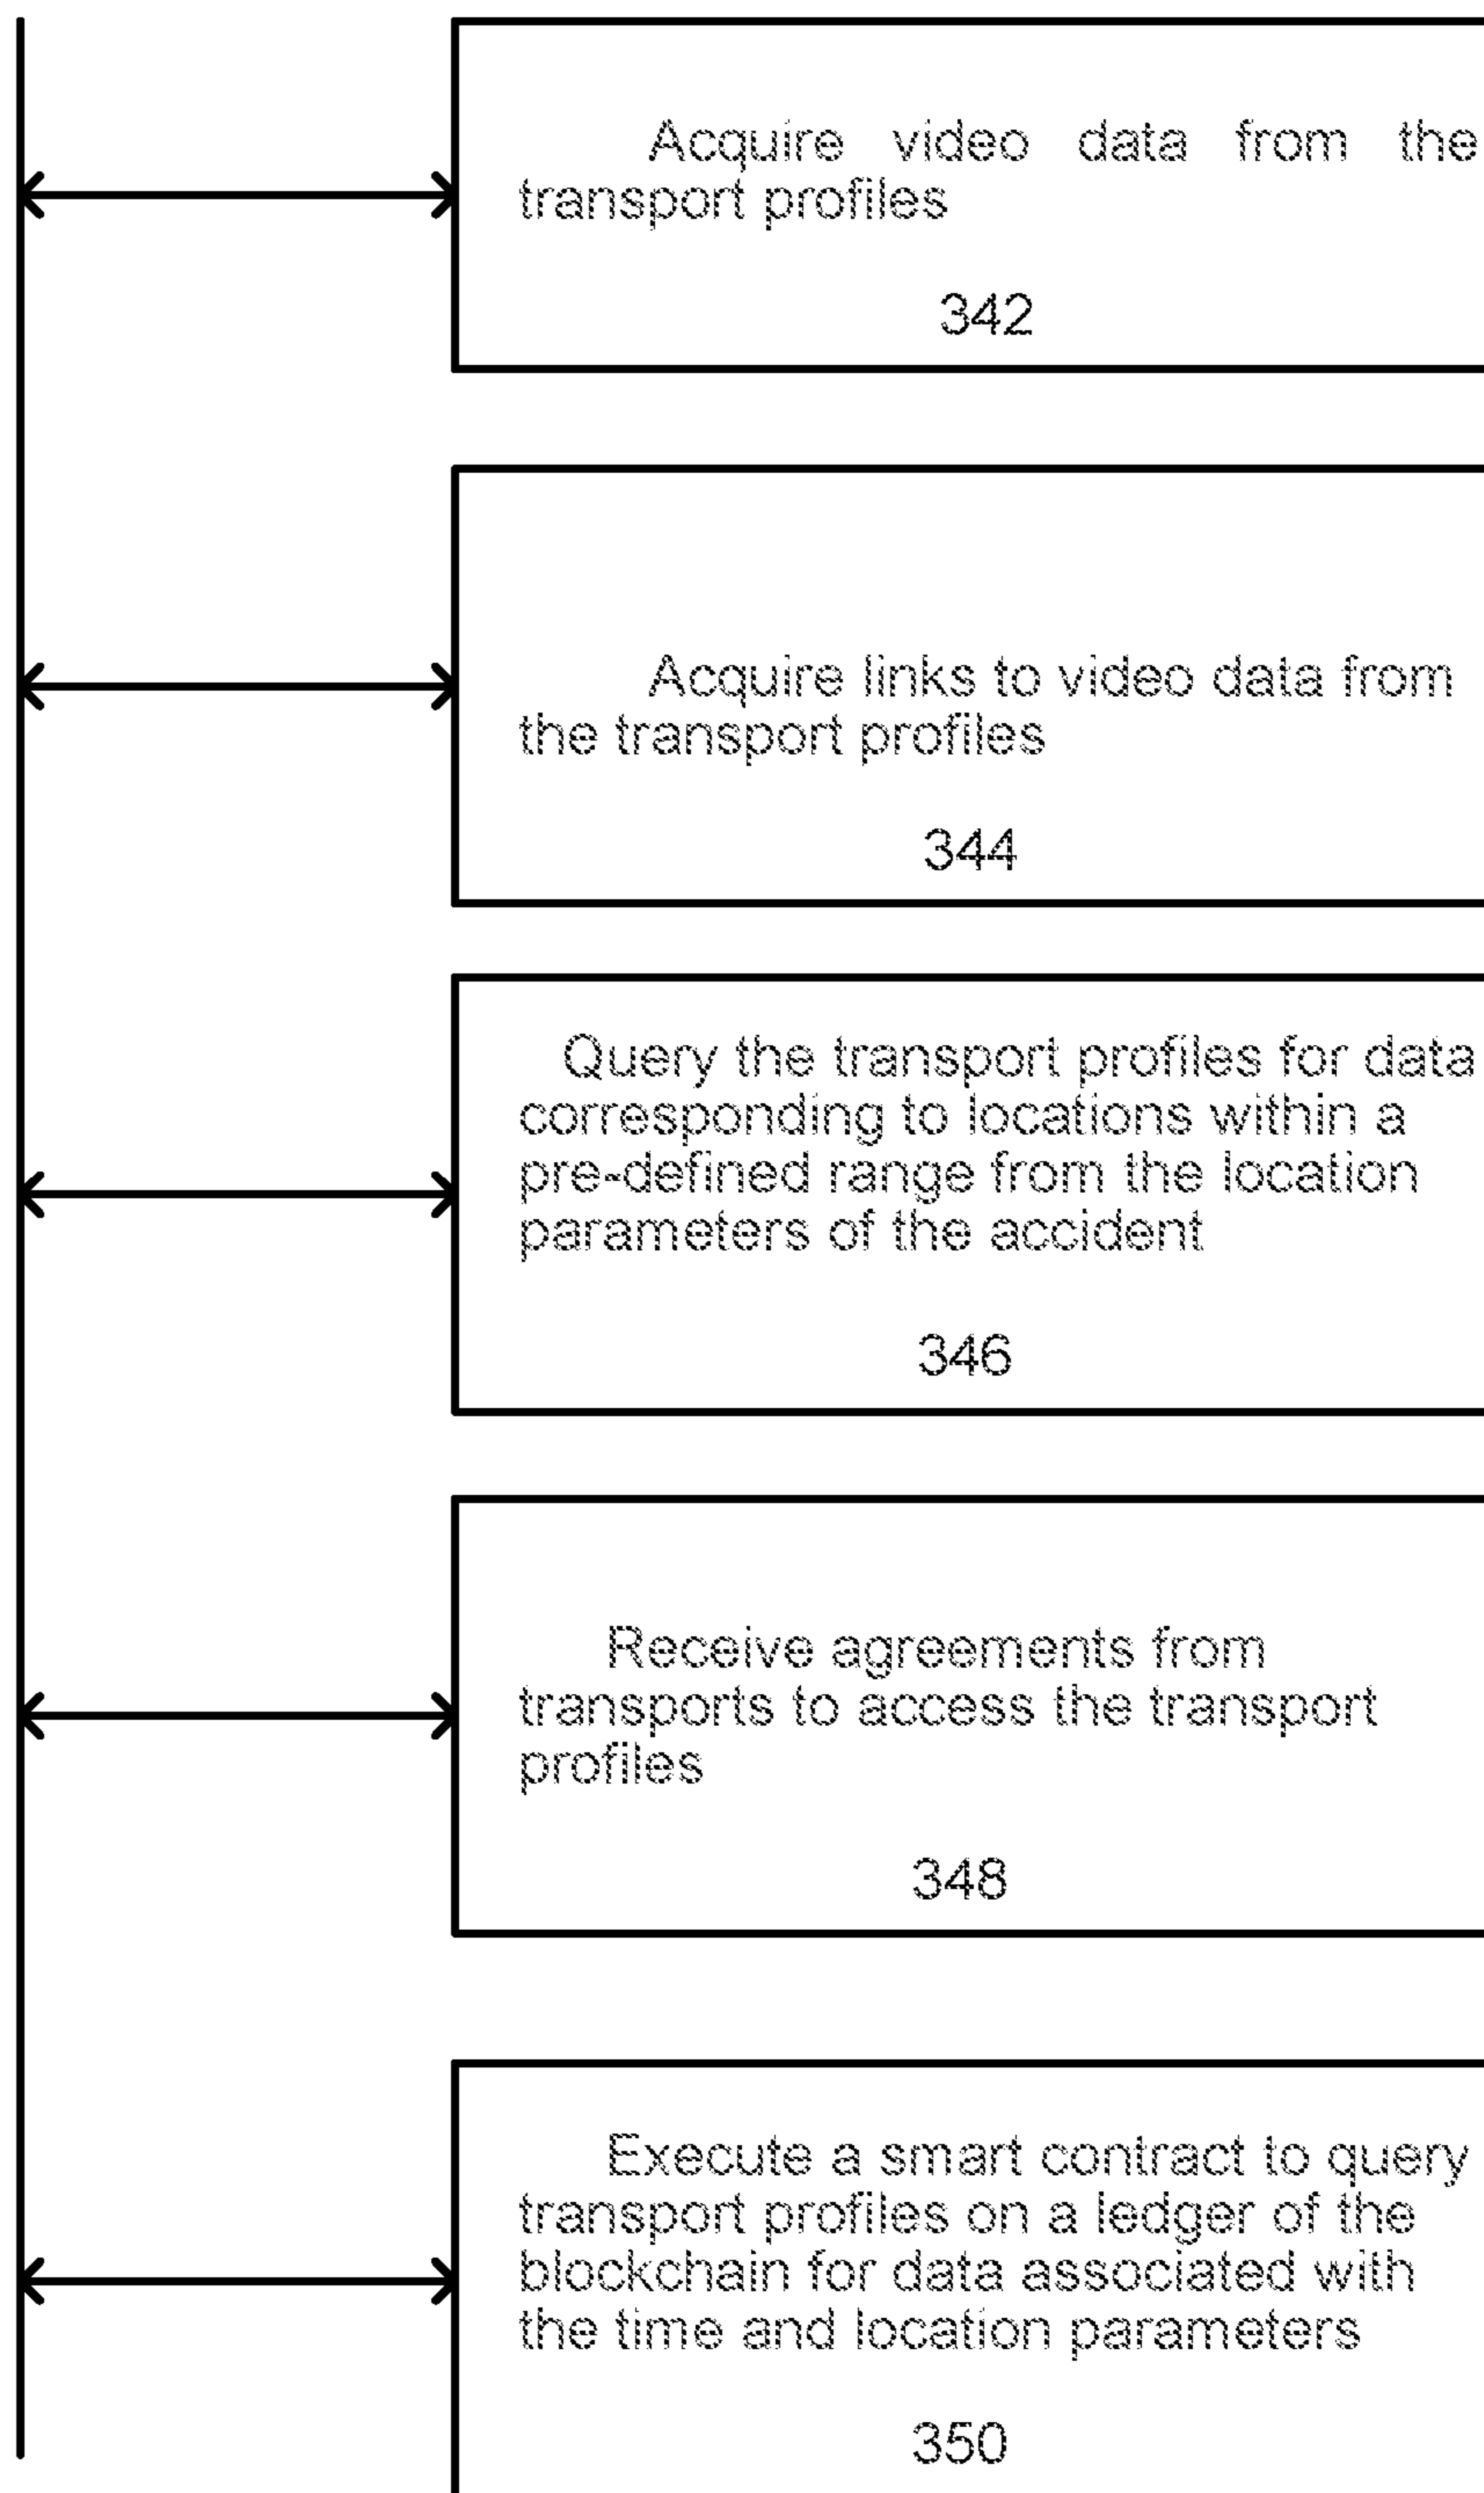 Acquire video data from the
transport profiles
342
Acquire links to video data from
the transport profiles
344
Query the transport profiles for data
corresponding to locations within a
pre-defined range from the location
parameters of the accident
346
Receive agreements from
transports to access the transport
profiles
348
Execute a smart contract to query
transport profiles on a ledger of the
blockchain for data associated with
the time and location parameters
350